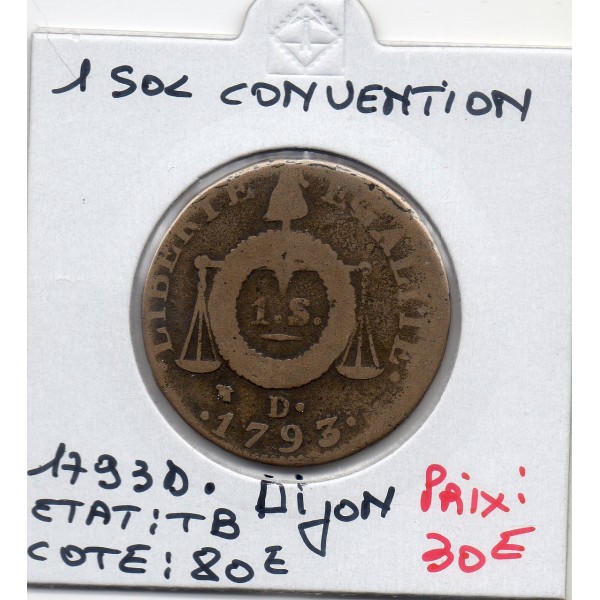 1 SOL CONVENTION
LIBERTE EGALITE.
1.S.
D.
.1793.
1793D. Dijon
ETAT: TB
COTE: 80E
PRix:
30E